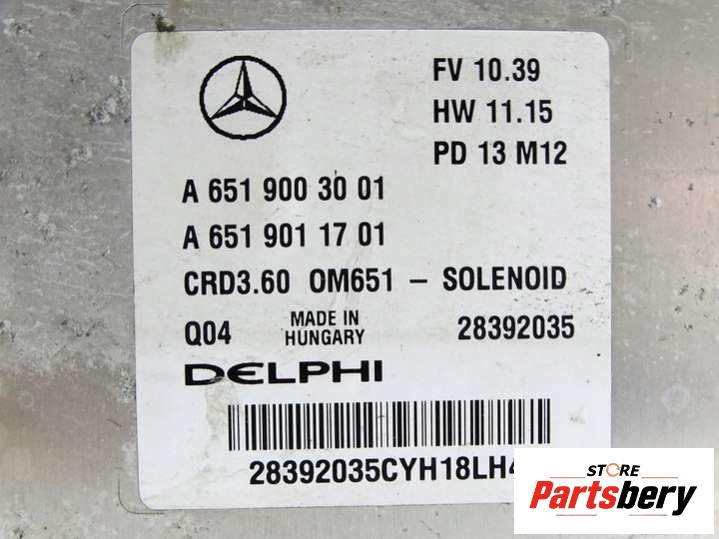 FV 10.39
HW 11.15
PD 13 M12
A 651 900 30 01
A 651 901 17 01
CRD3.60 OM651 – SOLENOID
Q04 MADE IN HUNGARY 28392035
DELPHI
28392035CYH18LH
STORE
Partsbery